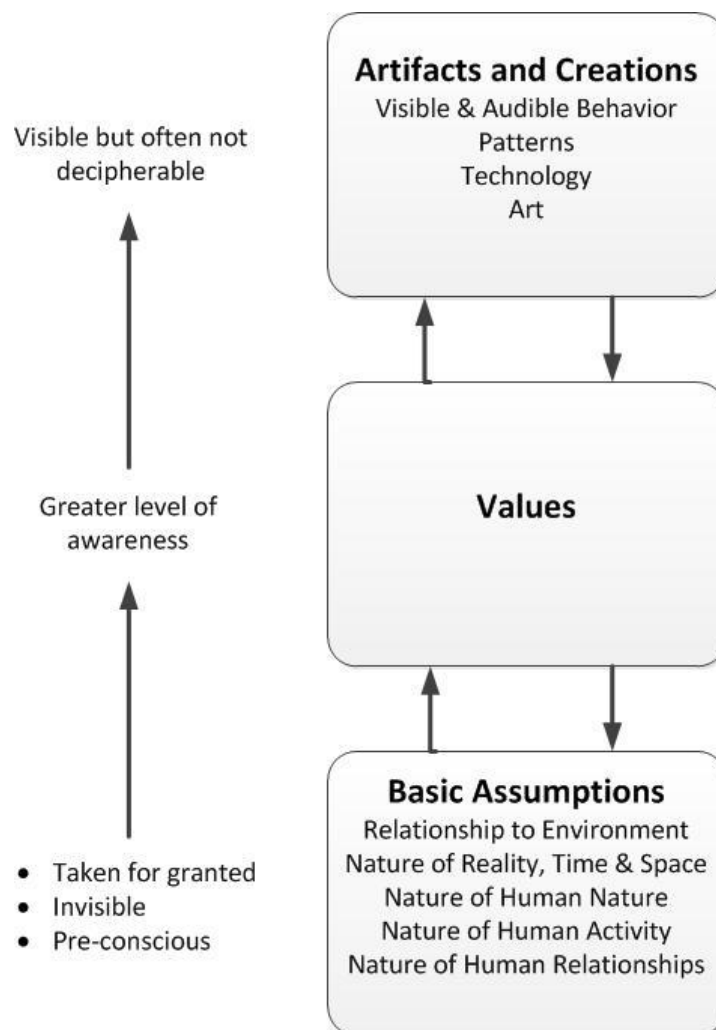 Artifacts and Creations
Visible & Audible Behavior
Patterns
Technology
Art
Visible but often not
decipherable
Values
Greater level of
awareness
Basic Assumptions
Relationship to Environment
Nature of Reality, Time & Space
Nature of Human Nature
Nature of Human Activity
Nature of Human Relationships
• Taken for granted
• Invisible
• Pre-conscious